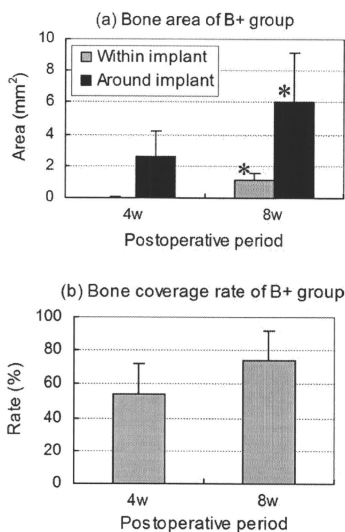 (a) Bone area of B+ group
10
8
6
4
2
0
Area (mm²)
Within implant
Around implant
*
*
4w
8w
Postoperative period
(b) Bone coverage rate of B+ group
100
80
60
40
20
0
Rate (%)
4w
8w
Postoperative period